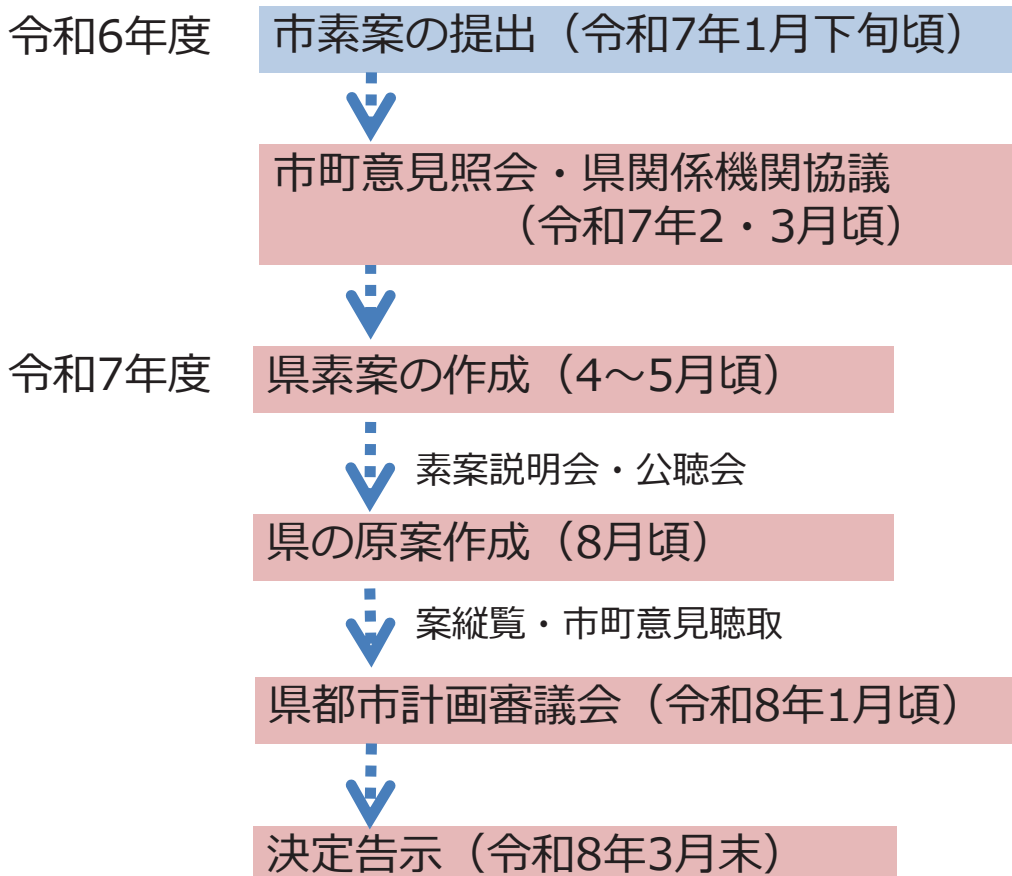 令和6年度
市素案の提出（令和7年1月下旬頃）
市町意見照会・県関係機関協議
（令和7年2・3月頃）
令和7年度
県素案の作成（4～5月頃）
素案説明会・公聴会
県の原案作成（8月頃）
案縦覧・市町意見聴取
県都市計画審議会（令和8年1月頃）
決定告示（令和8年3月末）